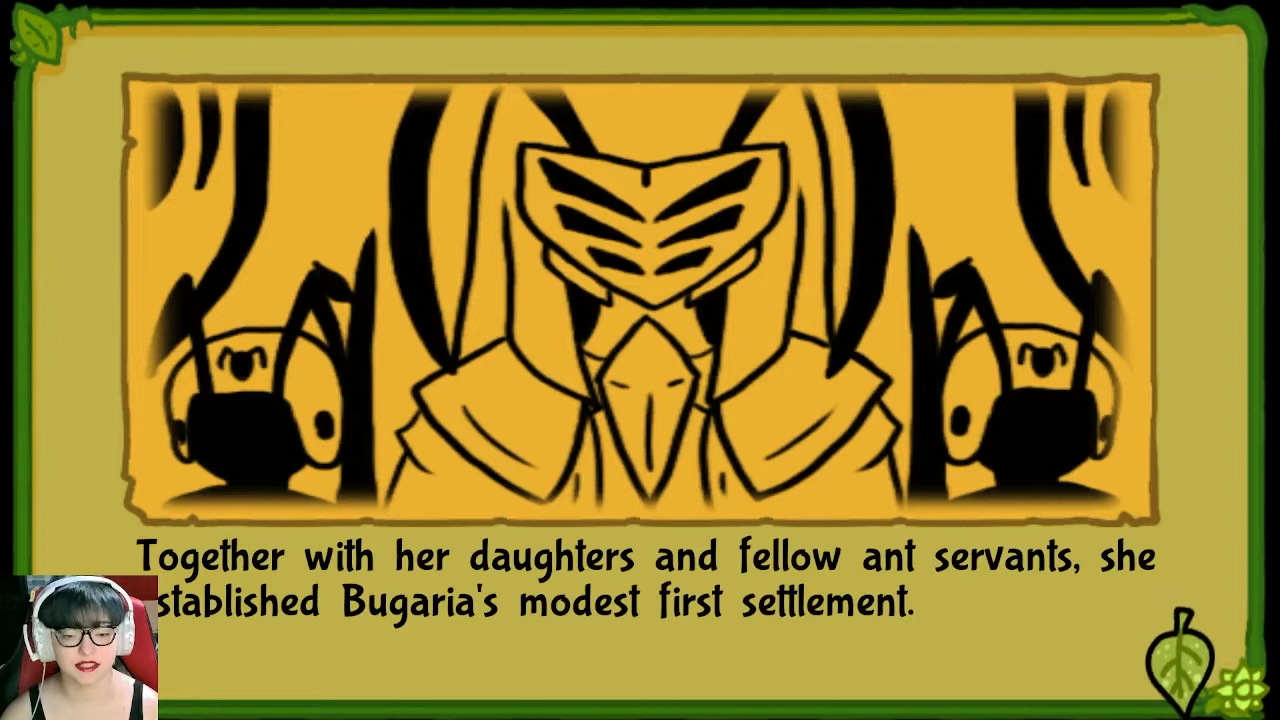 Together with her daughters and fellow ant servants, she
stablished Bugaria's modest first settlement.